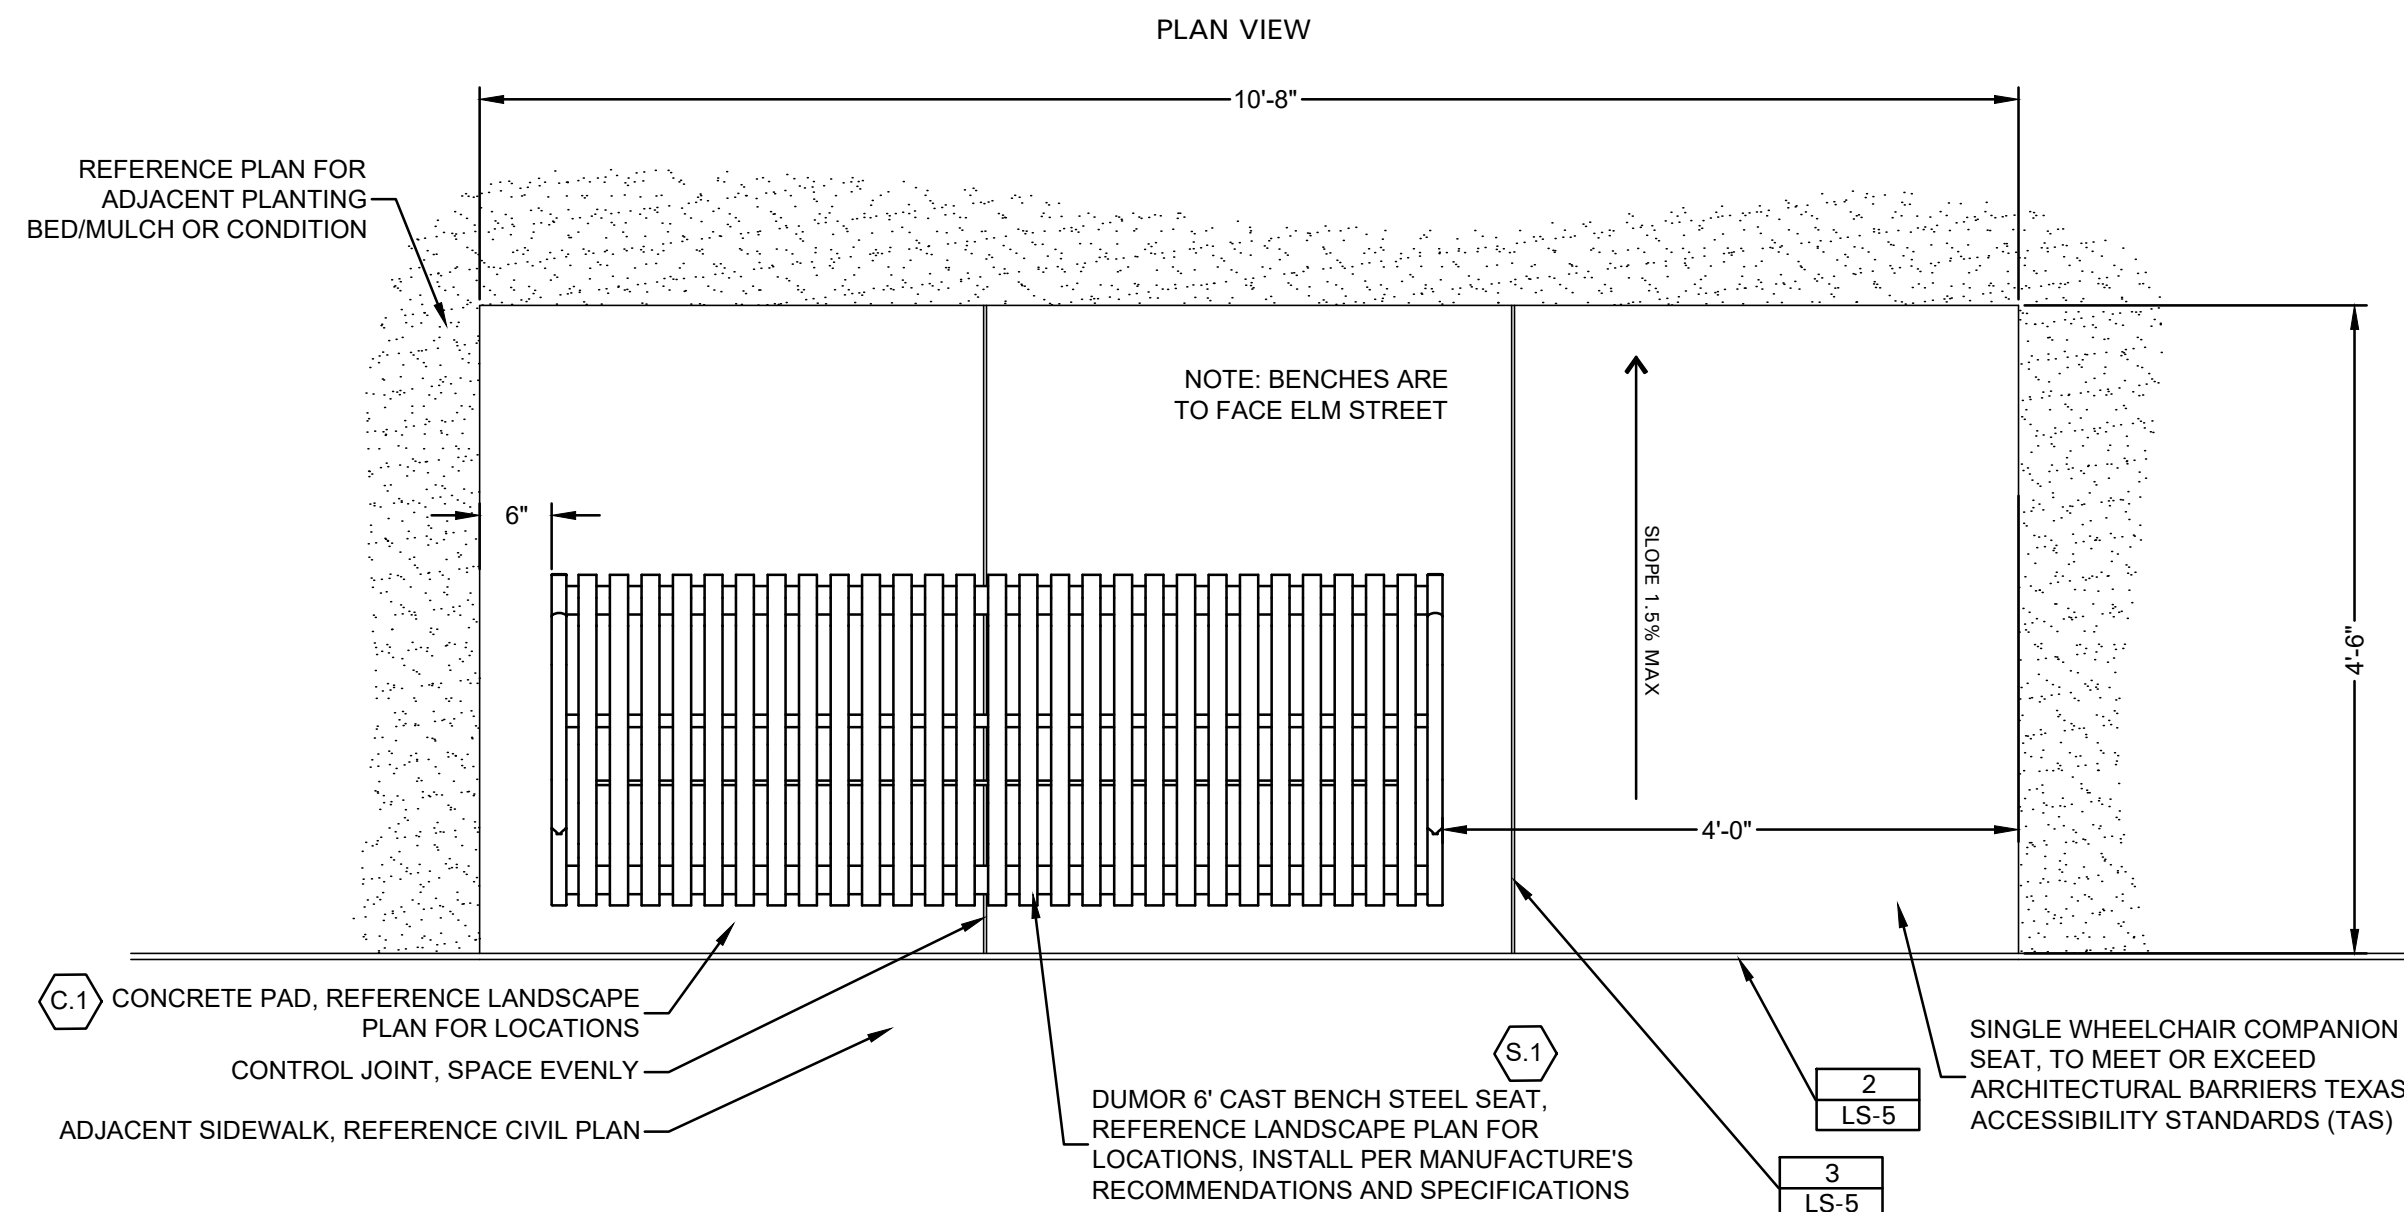 PLAN VIEW
10'-8"
REFERENCE PLAN FOR
ADJACENT PLANTING
BED/MULCH OR CONDITION
NOTE: BENCHES ARE
TO FACE ELM STREET
6"
SLOPE 1.5% MAX
4'-6"
4'-0"
C.1
CONCRETE PAD, REFERENCE LANDSCAPE
PLAN FOR LOCATIONS
CONTROL JOINT, SPACE EVENLY
ADJACENT SIDEWALK, REFERENCE CIVIL PLAN
S.1
DUMOR 6' CAST BENCH STEEL SEAT,
REFERENCE LANDSCAPE PLAN FOR
LOCATIONS, INSTALL PER MANUFACTURE'S
RECOMMENDATIONS AND SPECIFICATIONS
2
LS-5
3
LS-5
SINGLE WHEELCHAIR COMPANION
SEAT, TO MEET OR EXCEED
ARCHITECTURAL BARRIERS TEXAS
ACCESSIBILITY STANDARDS (TAS)